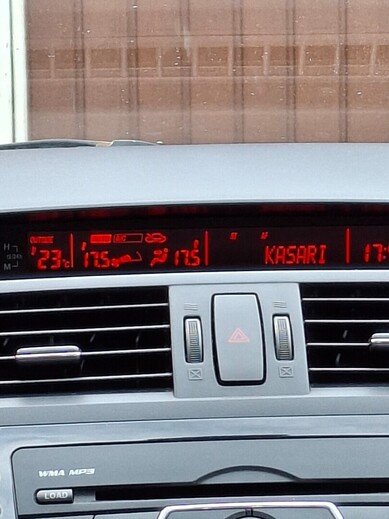 OUTSIDE
23°C 17.5 17.5 KASARI 17:
H
M
WMA MP3
LOAD